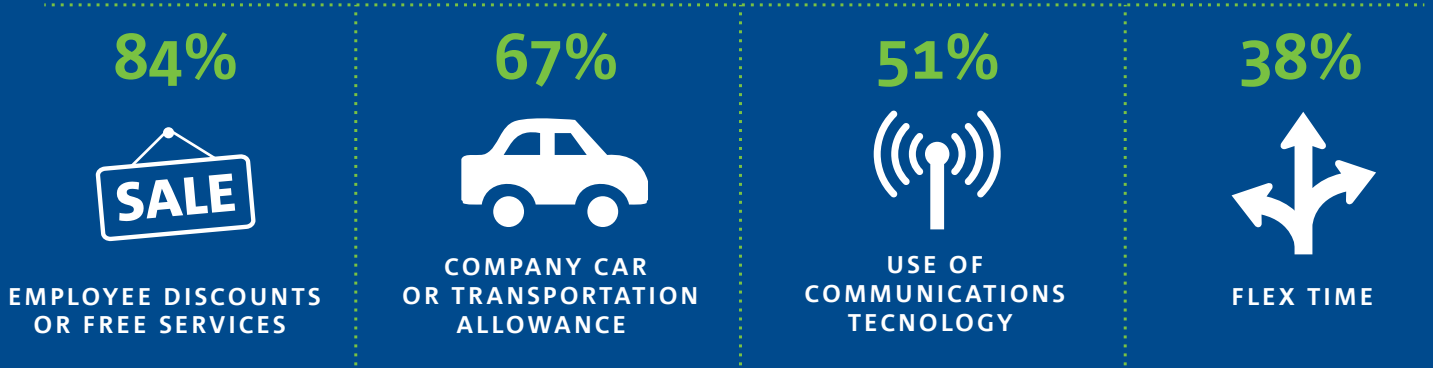 84%
67%
51%
38%
SALE
EMPLOYEE DISCOUNTS
OR FREE SERVICES
COMPANY CAR
OR TRANSPORTATION
ALLOWANCE
USE OF
COMMUNICATIONS
TECNOLOGY
FLEX TIME